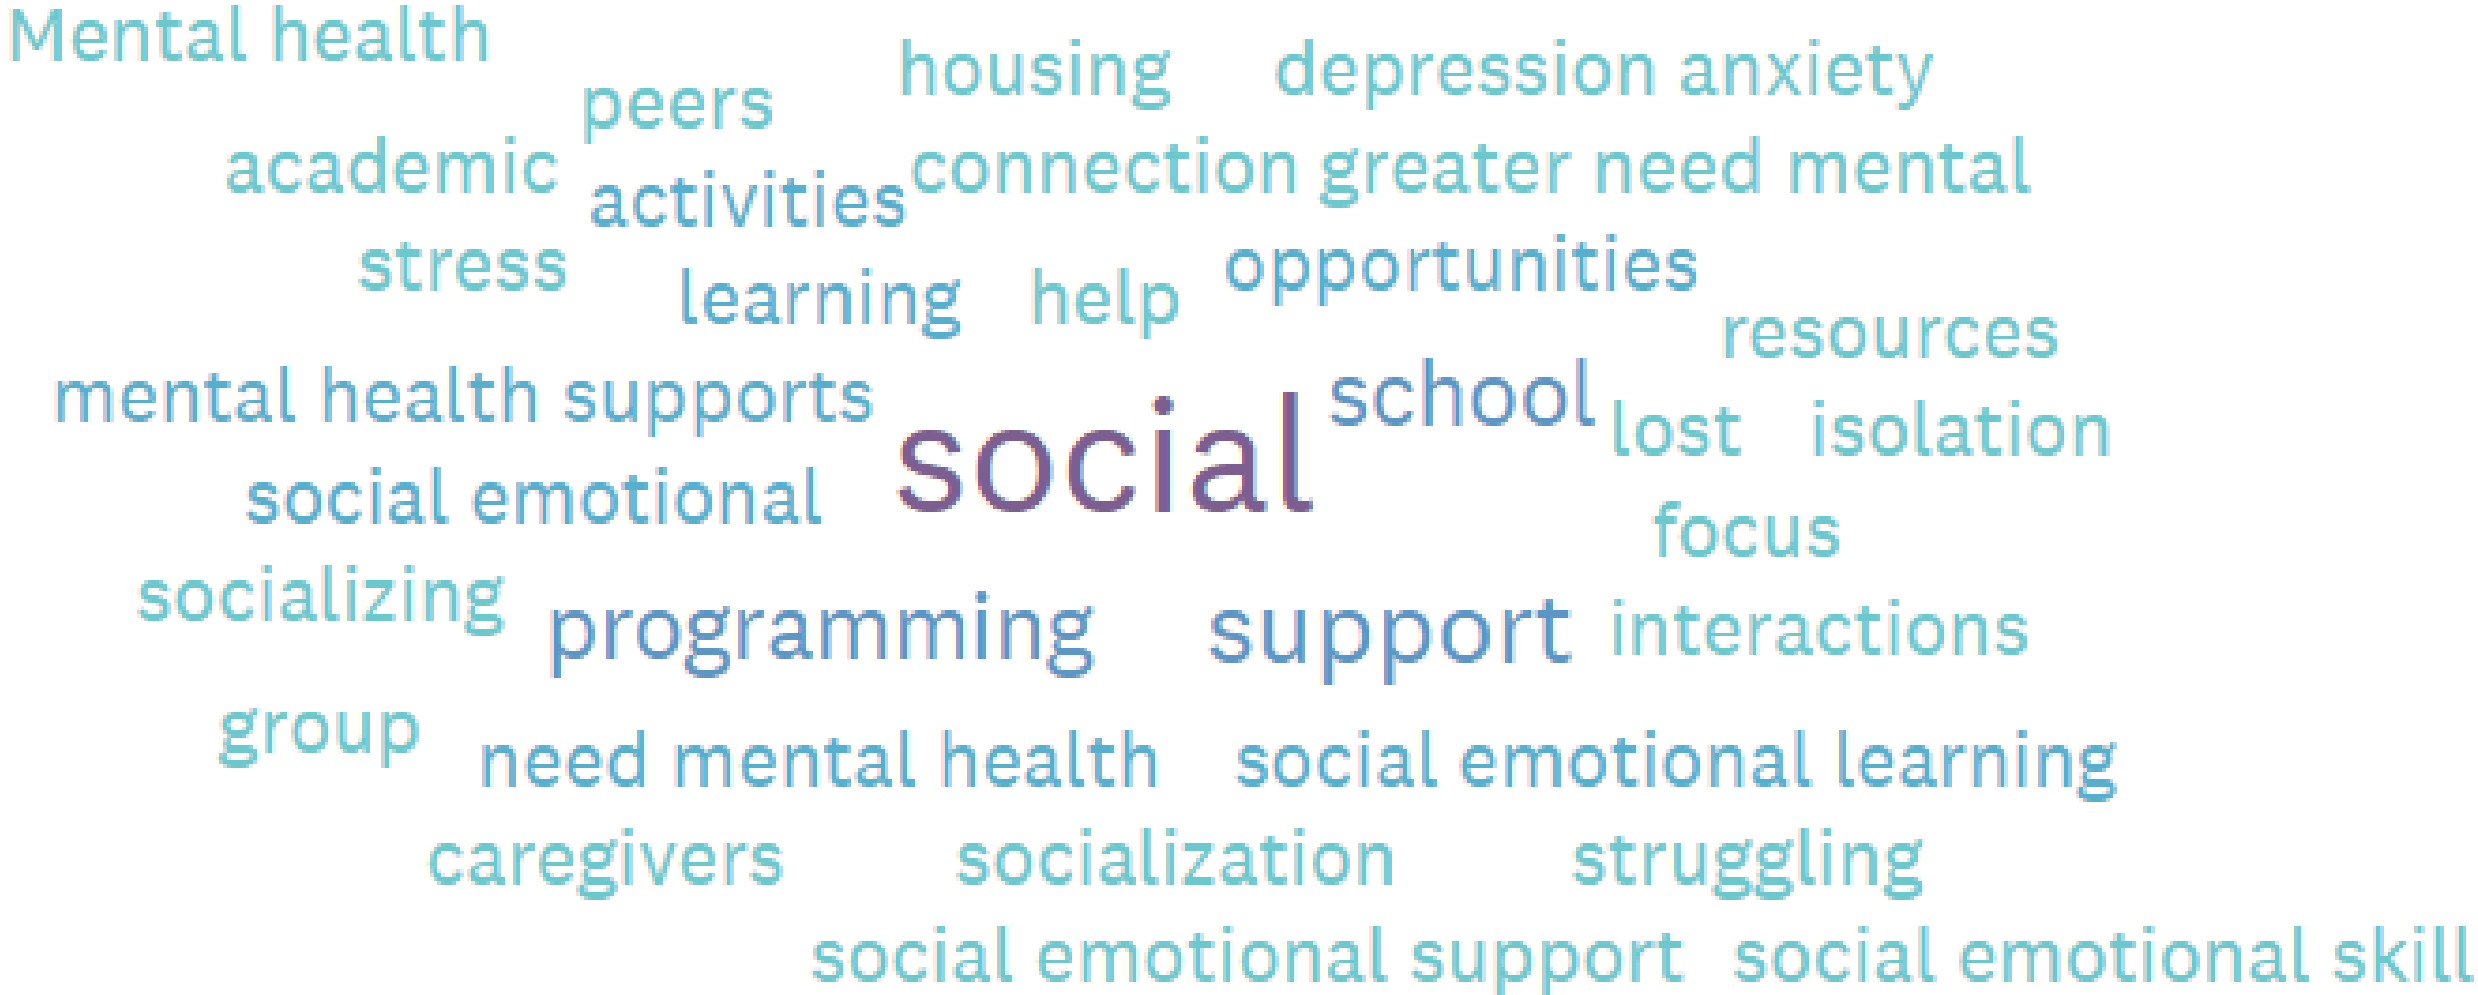 Mental health
housing depression anxiety
peers
academic connection greater need mental
activities
stress opportunities
learning help
resources
mental health supports school
lost isolation
social
social emotional
focus
socializing
programming support interactions
group
need mental health social emotional learning
caregivers socialization struggling
social emotional support social emotional skill